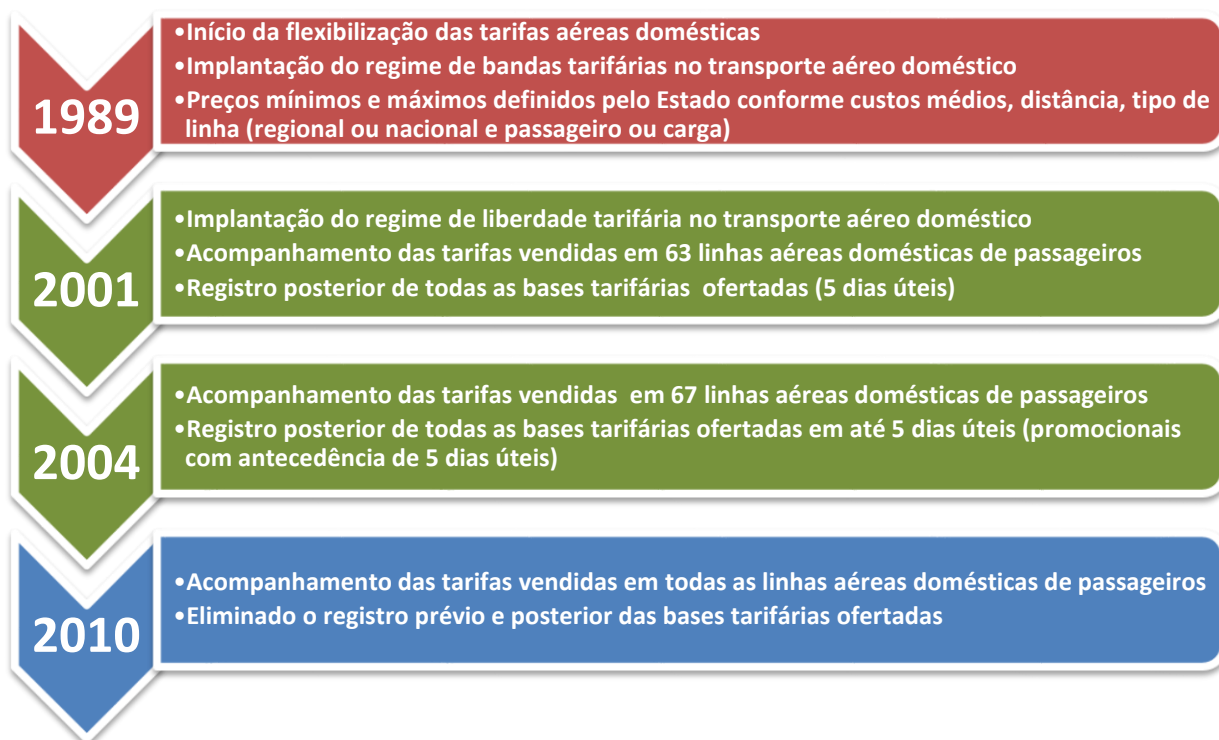 1989
•Início da flexibilização das tarifas aéreas domésticas
•Implantação do regime de bandas tarifárias no transporte aéreo doméstico
•Preços mínimos e máximos definidos pelo Estado conforme custos médios, distância, tipo de
linha (regional ou nacional e passageiro ou carga)
2001
•Implantação do regime de liberdade tarifária no transporte aéreo doméstico
•Acompanhamento das tarifas vendidas em 63 linhas aéreas domésticas de passageiros
•Registro posterior de todas as bases tarifárias ofertadas (5 dias úteis)
2004
•Acompanhamento das tarifas vendidas em 67 linhas aéreas domésticas de passageiros
•Registro posterior de todas as bases tarifárias ofertadas em até 5 dias úteis (promocionais
com antecedência de 5 dias úteis)
2010
•Acompanhamento das tarifas vendidas em todas as linhas aéreas domésticas de passageiros
•Eliminado o registro prévio e posterior das bases tarifárias ofertadas